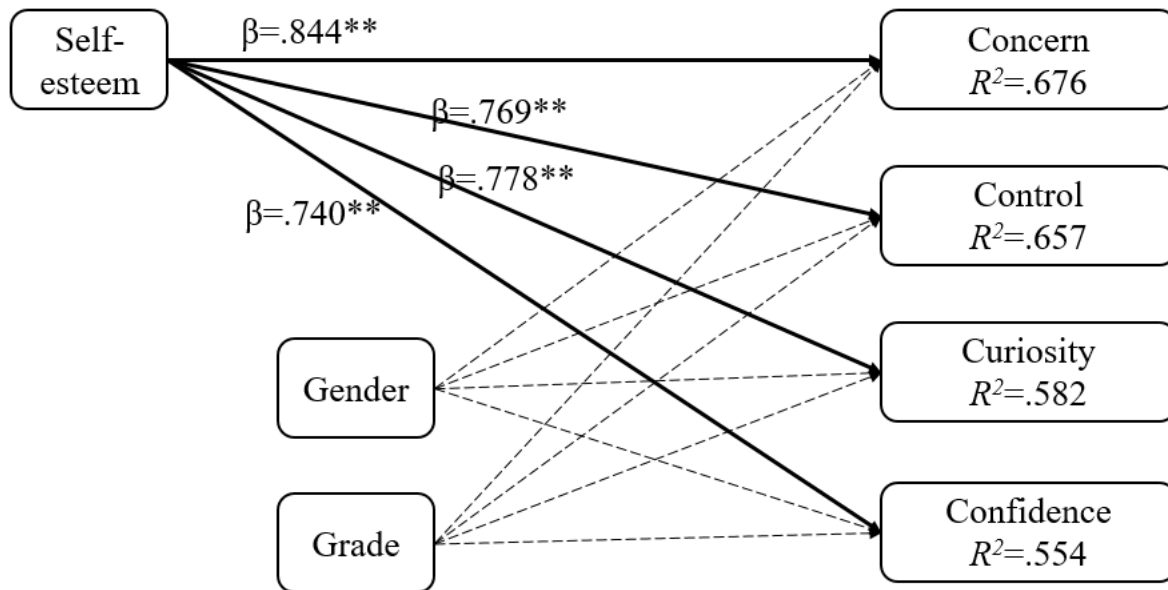 Self-
esteem
β=.844**
Concern
R²=.676
β=.769**
β=.778**
Control
R²=.657
β=.740**
Gender
Curiosity
R²=.582
Grade
Confidence
R²=.554